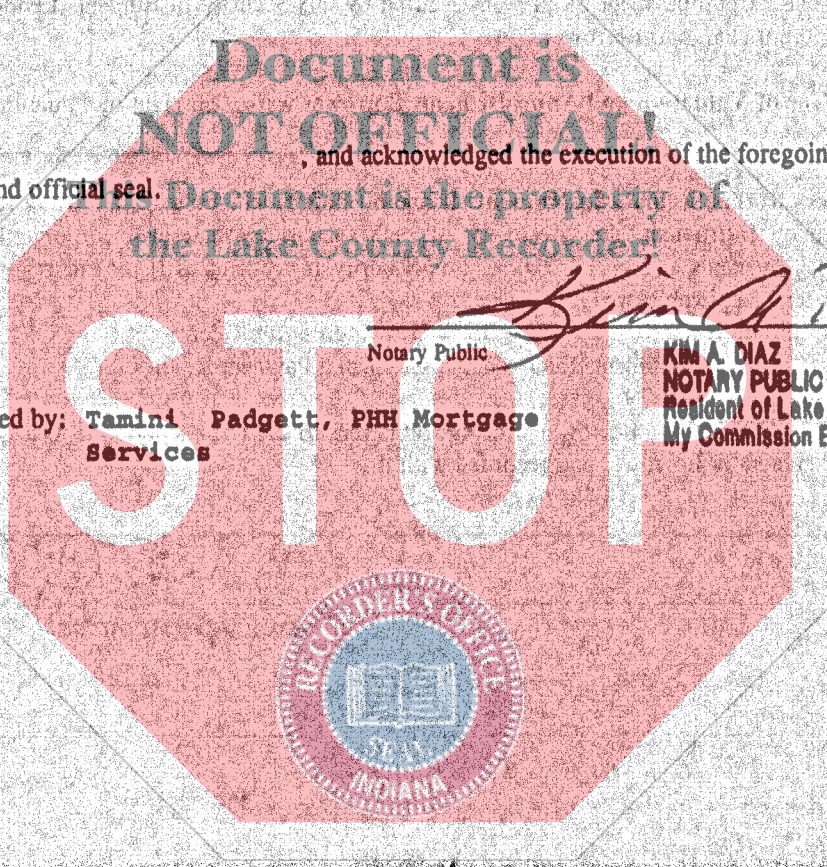 Document is
NOT OFFICIAL!
, and acknowledged the execution of the foregoin
nd official seal.
This Document is the property of
the Lake County Recorder!
Notary Public
KIM A. DIAZ
NOTARY PUBLIC
Resident of Lake
My Commission E
ed by: Tamini Padgett, PHH Mortgage
Services
STOP
RECORDER'S OFFICE
SEAL
INDIANA